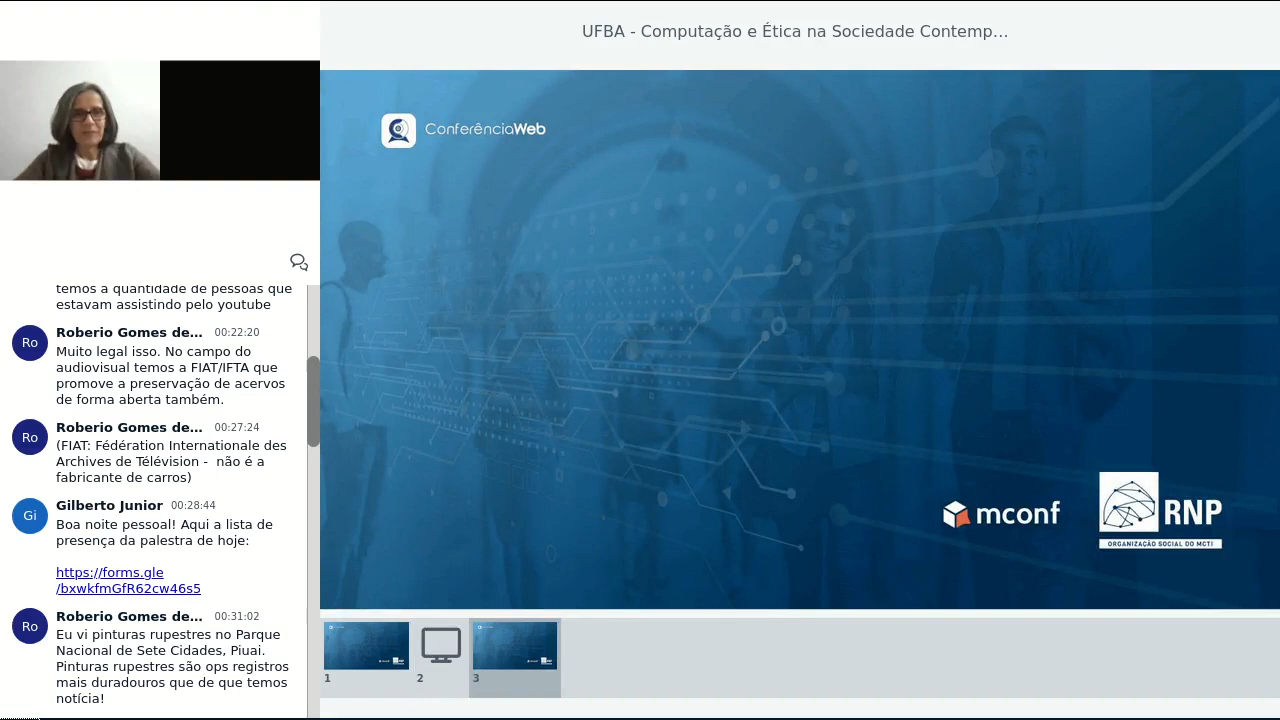 UFBA - Computação e Ética na Sociedade Contemp…
ConferênciaWeb
temos a quantidade de pessoas que
estavam assistindo pelo youtube
Ro
Roberio Gomes de… 00:22:20
Muito legal isso. No campo do
audiovisual temos a FIAT/IFTA que
promove a preservação de acervos
de forma aberta também.
Ro
Roberio Gomes de… 00:27:24
(FIAT: Fédération Internationale des
Archives de Télévision - não é a
fabricante de carros)
Gi
Gilberto Junior 00:28:44
Boa noite pessoal! Aqui a lista de
presença da palestra de hoje:
https://forms.gle
/bxwkfmGfR62cw46s5
Ro
Roberio Gomes de… 00:31:02
Eu vi pinturas rupestres no Parque
Nacional de Sete Cidades, Piuaí.
Pinturas rupestres são ops registros
mais duradouros que de que temos
notícia!
mconf
RNP
ORGANIZAÇÃO SOCIAL DO MCTI
1
2
3